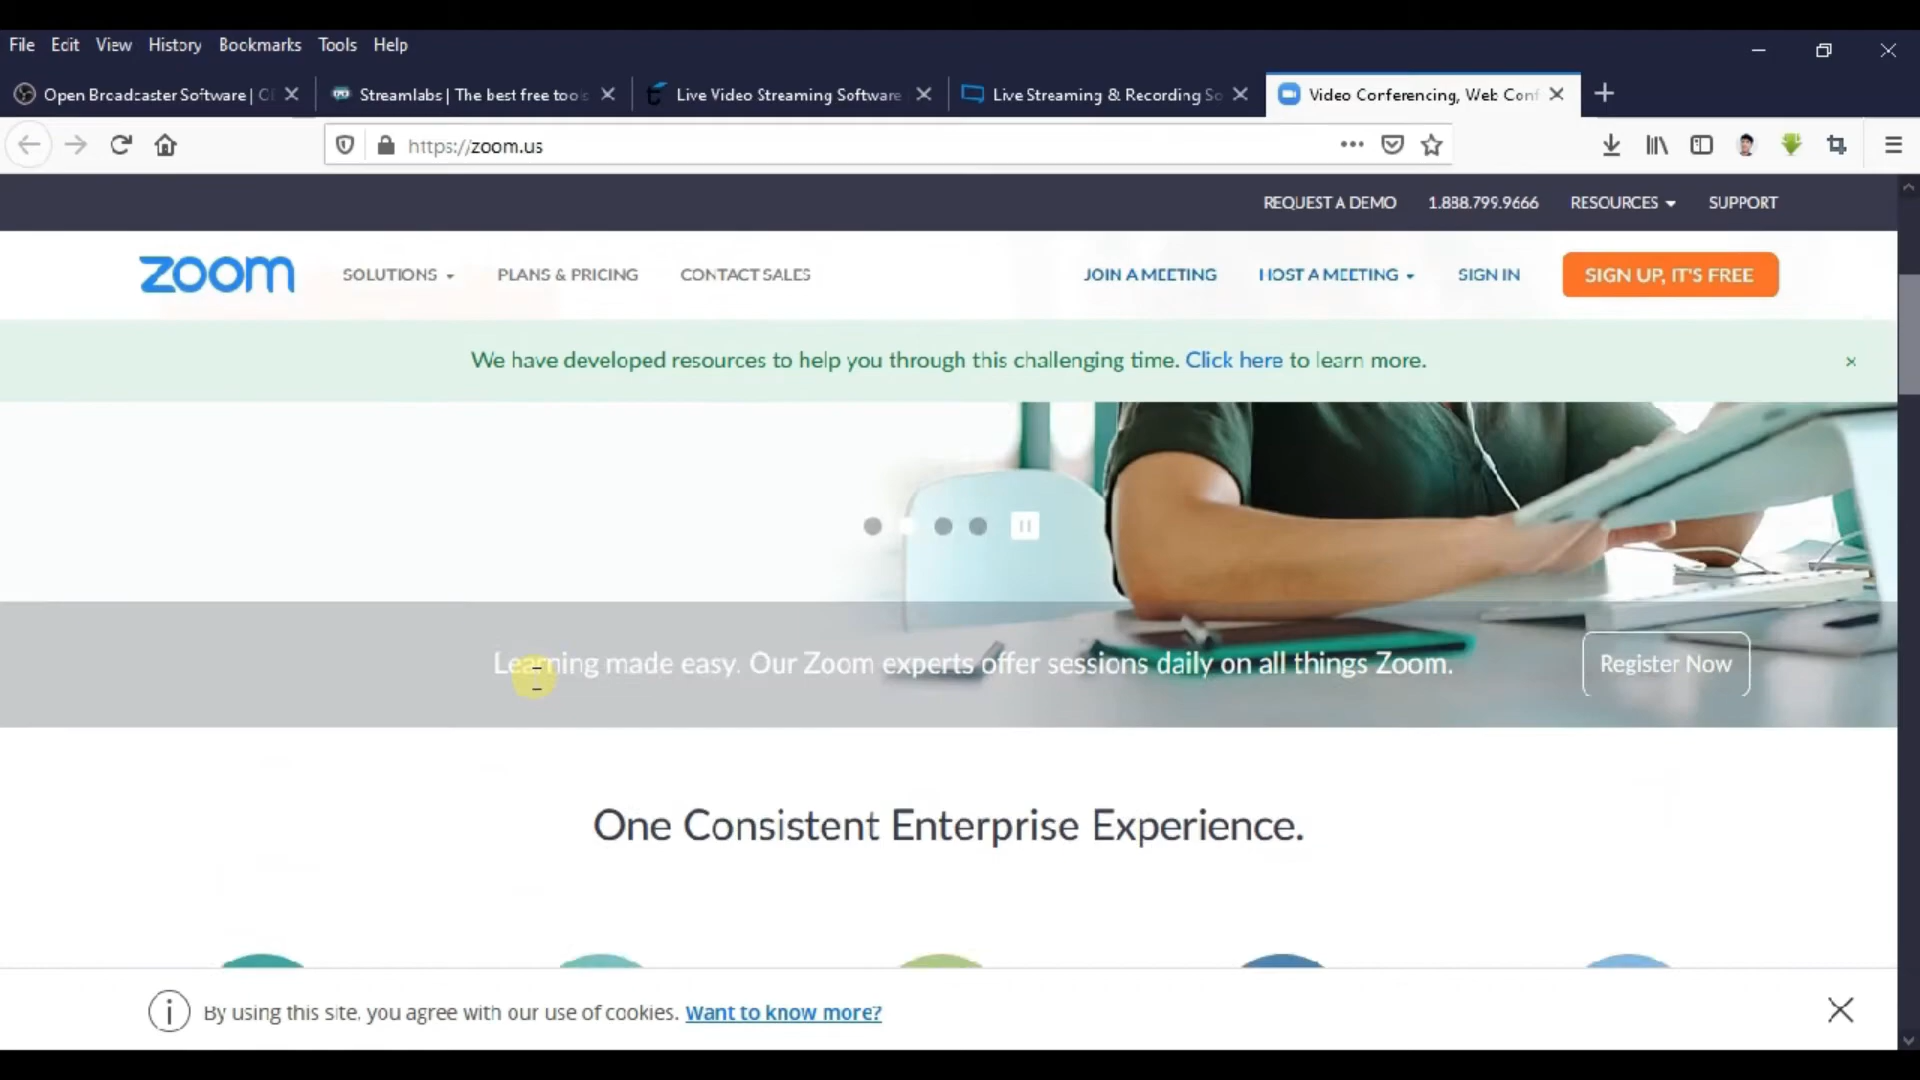 File Edit View History Bookmarks Tools Help
Open Broadcaster Software | Streamlabs | The best free tools Live Video Streaming Software Live Streaming & Recording So Video Conferencing, Web Conf
https://zoom.us
REQUEST A DEMO 1.888.799.9666 RESOURCES SUPPORT
zoom SOLUTIONS PLANS & PRICING CONTACT SALES JOIN A MEETING HOST A MEETING SIGN IN SIGN UP, IT'S FREE
We have developed resources to help you through this challenging time. Click here to learn more.
Learning made easy. Our Zoom experts offer sessions daily on all things Zoom. Register Now
One Consistent Enterprise Experience.
By using this site, you agree with our use of cookies. Want to know more?